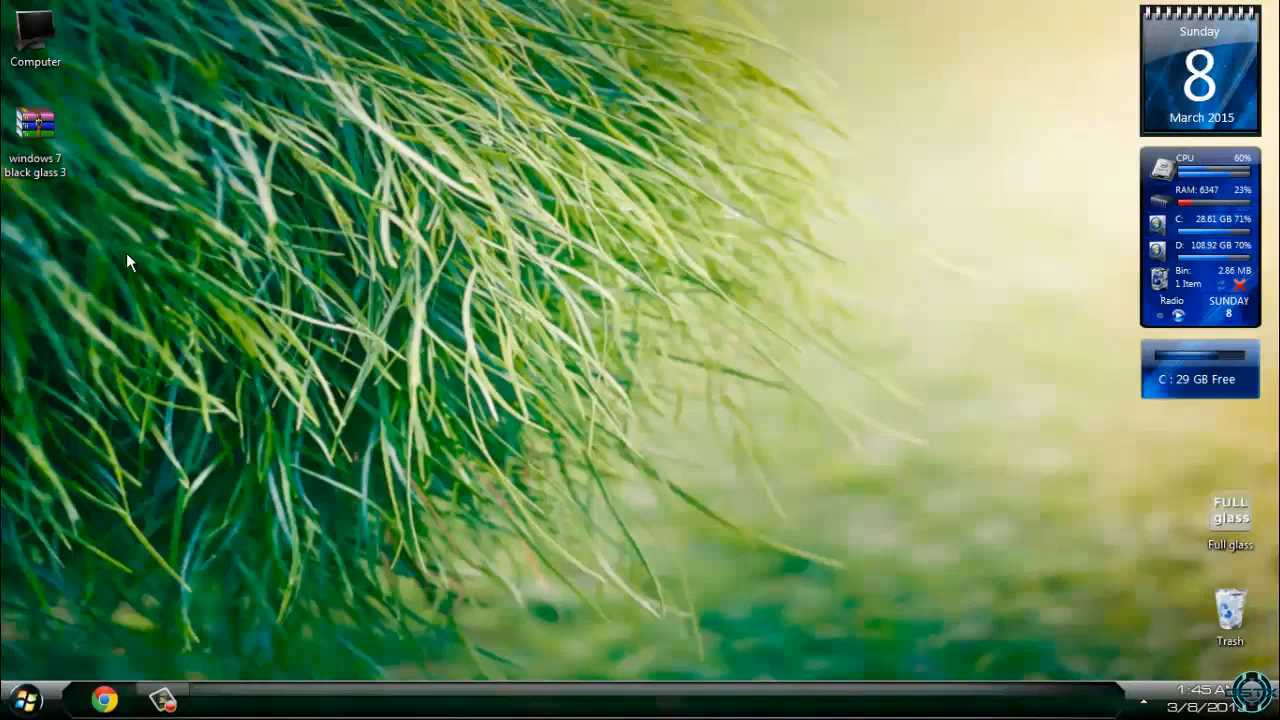 Computer
windows 7
black glass 3
Sunday
8
March 2015
CPU 60%
RAM: 6347 23%
C: 28.61 GB 71%
D: 108.92 GB 70%
Bin: 2.86 MB
1 Item
Radio SUNDAY
8
C : 29 GB Free
FULL
glass
Full glass
Trash
1:45